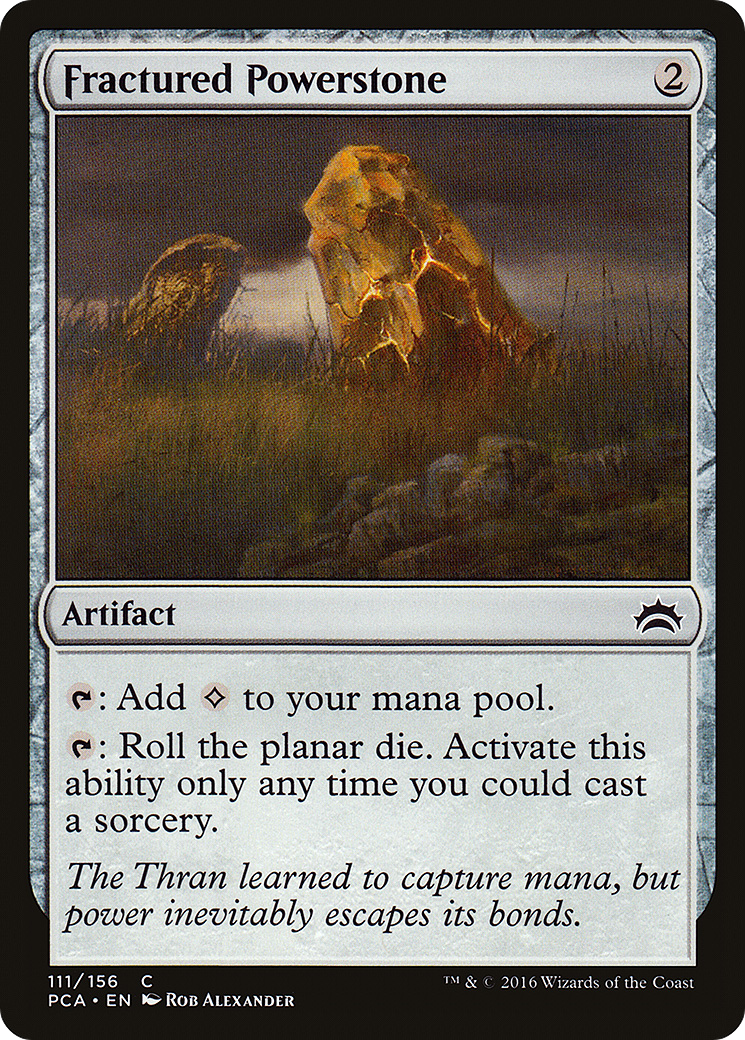 Fractured Powerstone 2
Artifact
: Add to your mana pool.
: Roll the planar die. Activate this
ability only any time you could cast
a sorcery.
The Thran learned to capture mana, but
power inevitably escapes its bonds.
111/156 C
™ & © 2016 Wizards of the Coast
PCA • EN Rob Alexander